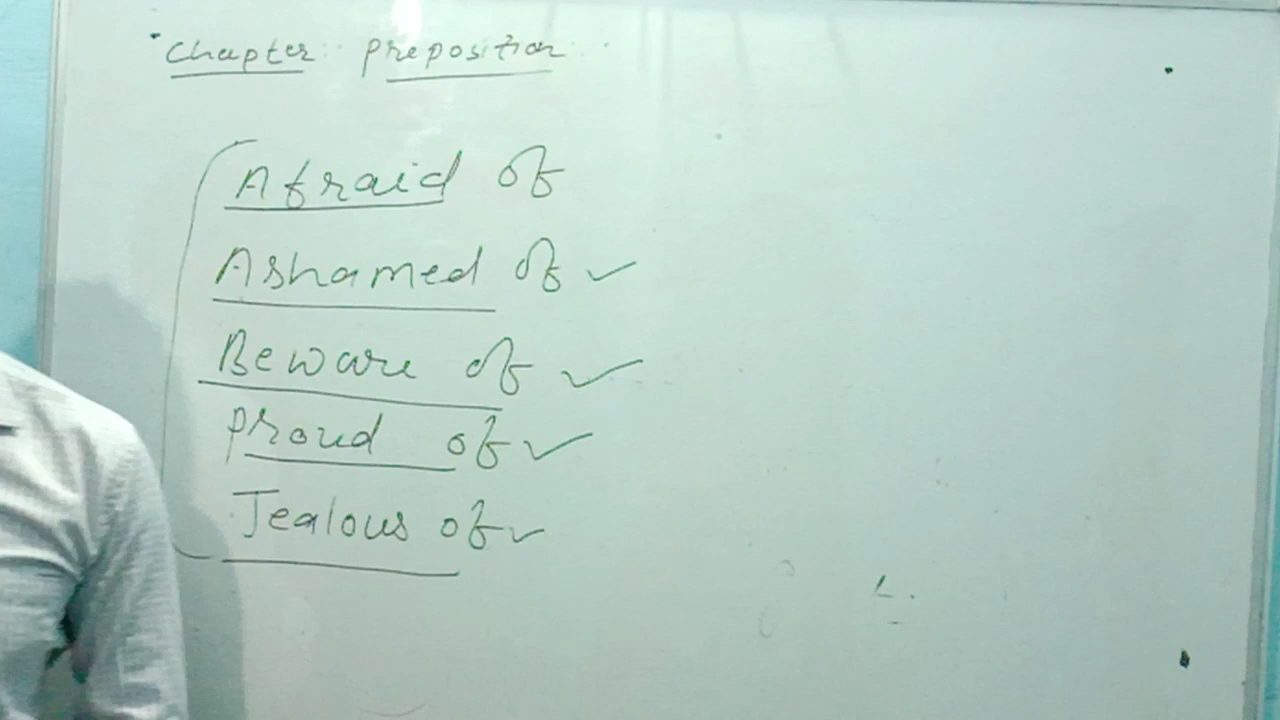 Chapter: Preposition
Afraid of
Ashamed of ✓
Beware of ✓
Proud of ✓
Jealous of ✓